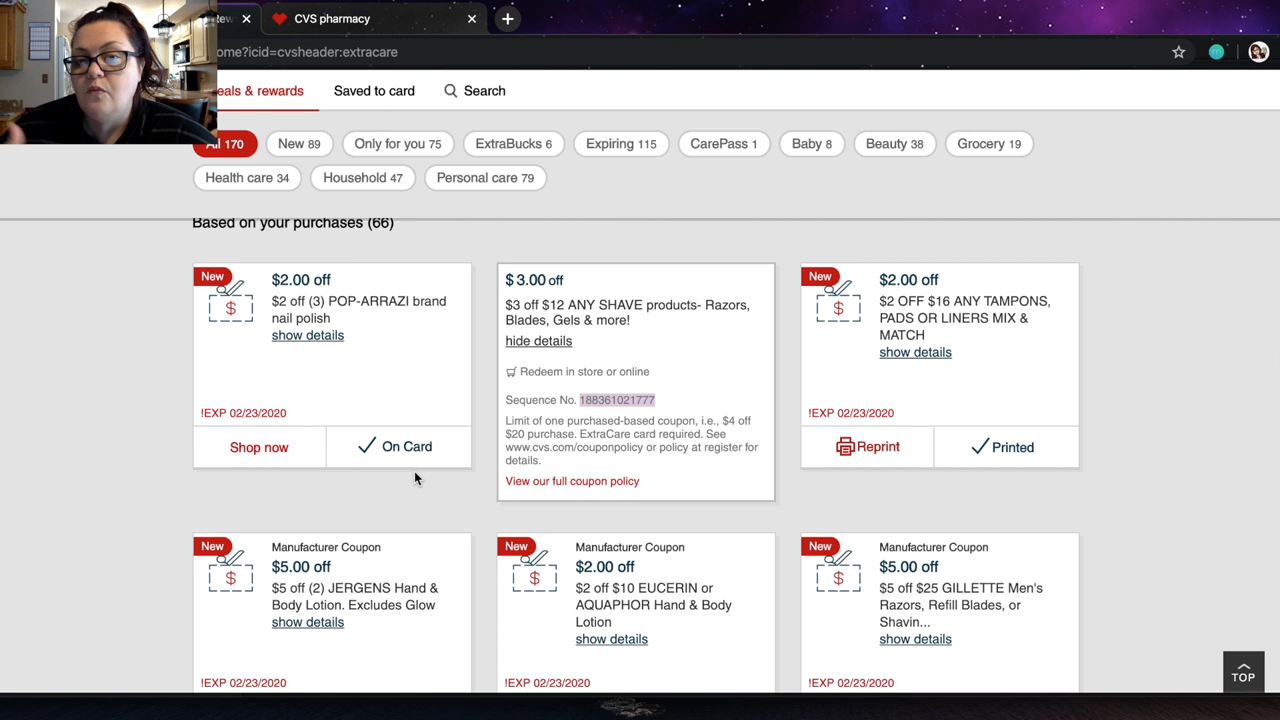 CVS pharmacy
ome?icid=cvsheader:extracare
eals & rewards
Saved to card
Search
All 170
New 89
Only for you 75
ExtraBucks 6
Expiring 115
CarePass 1
Baby 8
Beauty 38
Grocery 19
Health care 34
Household 47
Personal care 79
Based on your purchases (66)
New
$2.00 off
$2 off (3) POP-ARRAZI brand
nail polish
show details
!EXP 02/23/2020
Shop now
On Card
$3.00 off
$3 off $12 ANY SHAVE products- Razors,
Blades, Gels & more!
hide details
Redeem in store or online
Sequence No. 188361021777
Limit of one purchased-based coupon, i.e., $4 off
$20 purchase. ExtraCare card required. See
www.cvs.com/couponpolicy or policy at register for
details.
View our full coupon policy
New
$2.00 off
$2 OFF $16 ANY TAMPONS,
PADS OR LINERS MIX &
MATCH
show details
!EXP 02/23/2020
Reprint
Printed
New
Manufacturer Coupon
$5.00 off
$5 off (2) JERGENS Hand &
Body Lotion. Excludes Glow
show details
!EXP 02/23/2020
New
Manufacturer Coupon
$2.00 off
$2 off $10 EUCERIN or
AQUAPHOR Hand & Body
Lotion
show details
!EXP 02/23/2020
New
Manufacturer Coupon
$5.00 off
$5 off $25 GILLETTE Men's
Razors, Refill Blades, or
Shavin...
show details
!EXP 02/23/2020
TOP